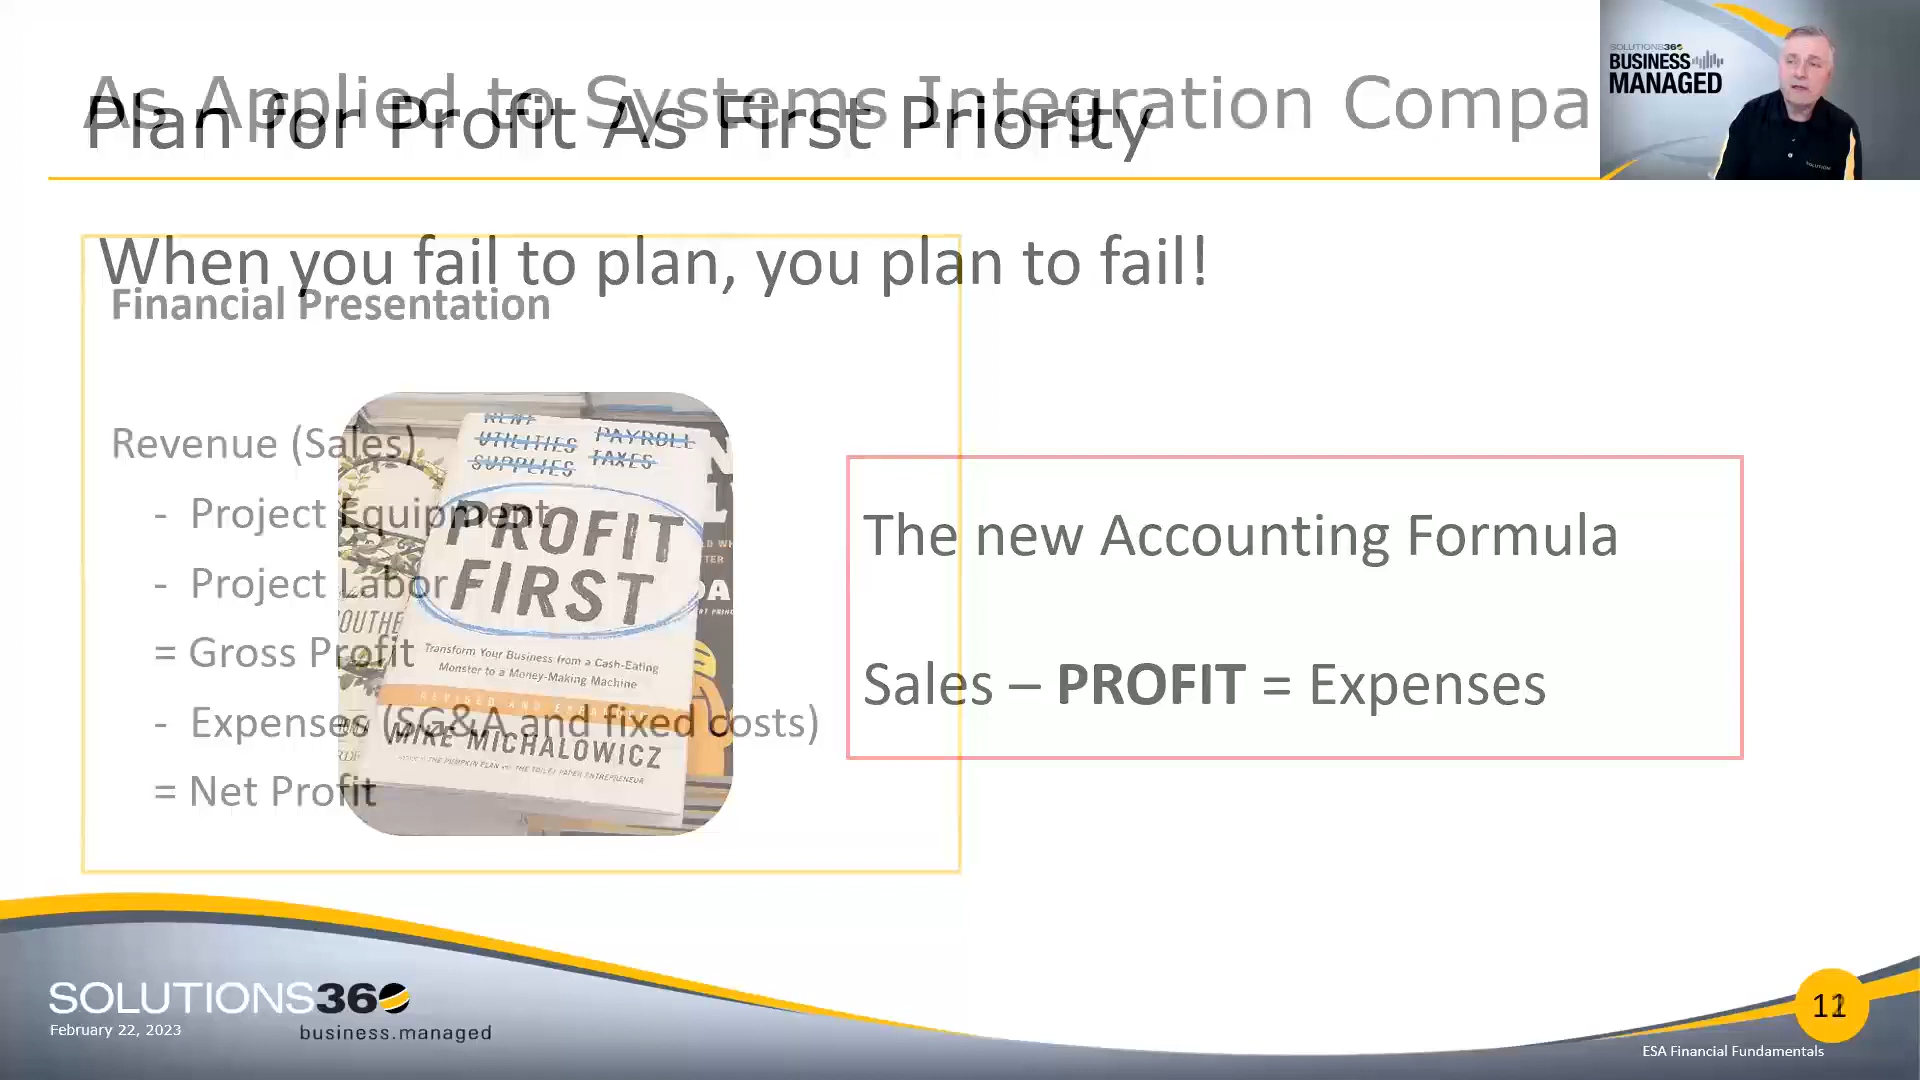 As Applied to Systems Integration Compa
Plan for Profit As First Priority
SOLUTIONS360
BUSINESS
MANAGED
When you fail to plan, you plan to fail!
Financial Presentation
Revenue (Sales)
- Project Equipment
- Project Labor
= Gross Profit
- Expenses (SG&A and fixed costs)
= Net Profit
RENT
UTILITIES PAYROLL
SUPPLIES TAXES
PROFIT
FIRST
Transform Your Business from a Cash-Eating
Monster to a Money-Making Machine
REVISED AND EXPANDED
MIKE MICHALOWICZ
The new Accounting Formula
Sales – PROFIT = Expenses
SOLUTIONS360
February 22, 2023
business.managed
ESA Financial Fundamentals